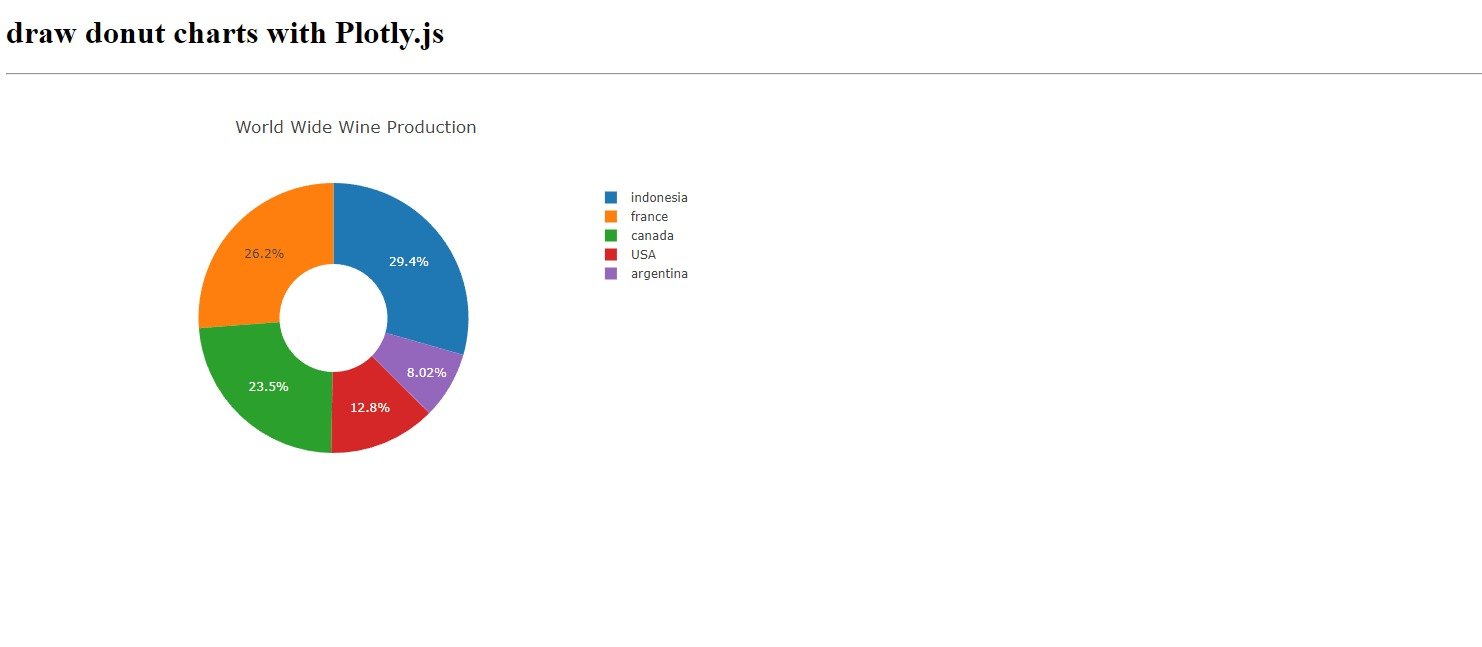 draw donut charts with Plotly.js
World Wide Wine Production
indonesia
france
canada
USA
argentina
26.2%
29.4%
8.02%
23.5%
12.8%